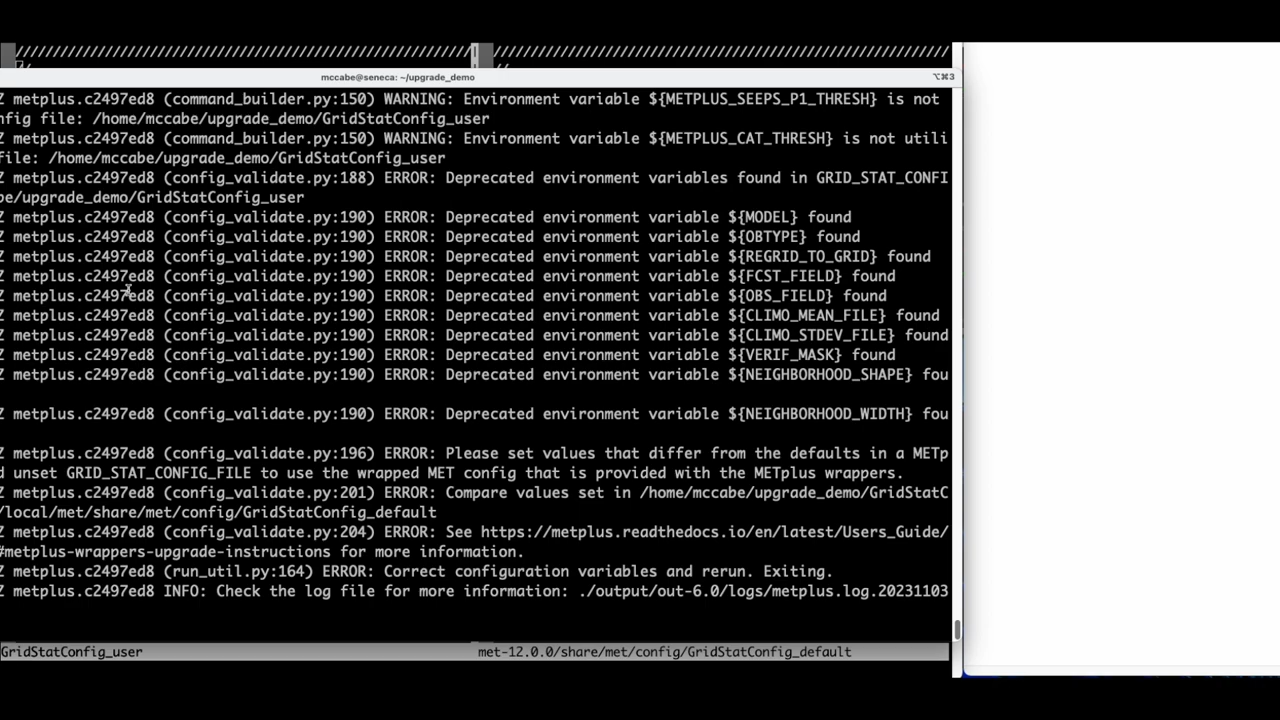 ////////////////////////////////////////////////// //////////////////////////////////////////////////
//
mccabe@seneca: ~/upgrade_demo ⌥⌘3
Z metplus.c2497ed8 (command_builder.py:150) WARNING: Environment variable ${METPLUS_SEEPS_P1_THRESH} is not
nfig file: /home/mccabe/upgrade_demo/GridStatConfig_user
Z metplus.c2497ed8 (command_builder.py:150) WARNING: Environment variable ${METPLUS_CAT_THRESH} is not utili
file: /home/mccabe/upgrade_demo/GridStatConfig_user
Z metplus.c2497ed8 (config_validate.py:188) ERROR: Deprecated environment variables found in GRID_STAT_CONFI
be/upgrade_demo/GridStatConfig_user
Z metplus.c2497ed8 (config_validate.py:190) ERROR: Deprecated environment variable ${MODEL} found
Z metplus.c2497ed8 (config_validate.py:190) ERROR: Deprecated environment variable ${OBTYPE} found
Z metplus.c2497ed8 (config_validate.py:190) ERROR: Deprecated environment variable ${REGRID_TO_GRID} found
Z metplus.c2497ed8 (config_validate.py:190) ERROR: Deprecated environment variable ${FCST_FIELD} found
Z metplus.c2497ed8 (config_validate.py:190) ERROR: Deprecated environment variable ${OBS_FIELD} found
Z metplus.c2497ed8 (config_validate.py:190) ERROR: Deprecated environment variable ${CLIMO_MEAN_FILE} found
Z metplus.c2497ed8 (config_validate.py:190) ERROR: Deprecated environment variable ${CLIMO_STDEV_FILE} found
Z metplus.c2497ed8 (config_validate.py:190) ERROR: Deprecated environment variable ${VERIF_MASK} found
Z metplus.c2497ed8 (config_validate.py:190) ERROR: Deprecated environment variable ${NEIGHBORHOOD_SHAPE} fou
Z metplus.c2497ed8 (config_validate.py:190) ERROR: Deprecated environment variable ${NEIGHBORHOOD_WIDTH} fou
Z metplus.c2497ed8 (config_validate.py:196) ERROR: Please set values that differ from the defaults in a METp
d unset GRID_STAT_CONFIG_FILE to use the wrapped MET config that is provided with the METplus wrappers.
Z metplus.c2497ed8 (config_validate.py:201) ERROR: Compare values set in /home/mccabe/upgrade_demo/GridStatC
/local/met/share/met/config/GridStatConfig_default
Z metplus.c2497ed8 (config_validate.py:204) ERROR: See https://metplus.readthedocs.io/en/latest/Users_Guide/
#metplus-wrappers-upgrade-instructions for more information.
Z metplus.c2497ed8 (run_util.py:164) ERROR: Correct configuration variables and rerun. Exiting.
Z metplus.c2497ed8 INFO: Check the log file for more information: ./output/out-6.0/logs/metplus.log.20231103
GridStatConfig_user met-12.0.0/share/met/config/GridStatConfig_default